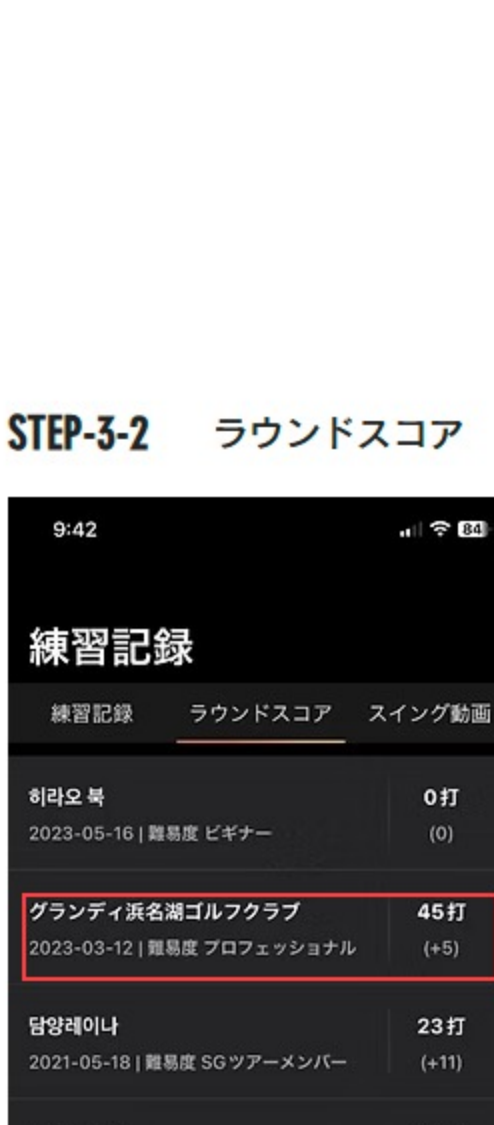 STEP-3-2 ラウンドスコア
9:42 84
練習記録
練習記録 ラウンドスコア スイング動画
히라오 북 0打
2023-05-16 | 難易度 ビギナー (0)
グランディ浜名湖ゴルフクラブ 45打
2023-03-12 | 難易度 プロフェッショナル (+5)
담양레이나 23打
2021-05-18 | 難易度 SGツアーメンバー (+11)